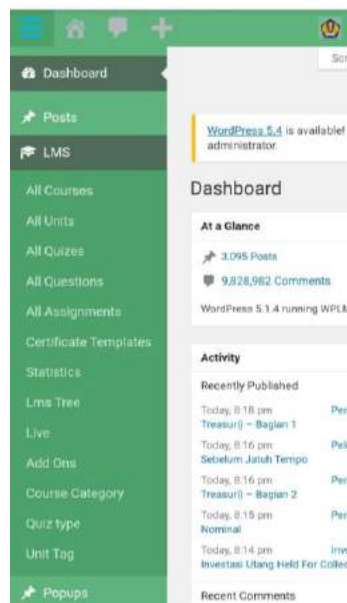 Dashboard
Posts
LMS
All Courses
All Units
All Quizes
All Questions
All Assignments
Certificate Templates
Statistics
Lms Tree
Live
Add Ons
Course Category
Quiz type
Unit Tag
Popups
WordPress 5.4 is available!
administrator.
Dashboard
At a Glance
3.095 Posts
9,828,982 Comments
WordPress 5.1.4 running WPLM
Activity
Recently Published
Today, 8:18 pm
Treasuri) – Bagian 1
Today, 8:16 pm
Sebelum Jatuh Tempo
Today, 8:16 pm
Treasuri) – Bagian 2
Today, 8:15 pm
Nominal
Today, 8:14 pm
Investasi Utang Held For Collec
Recent Comments